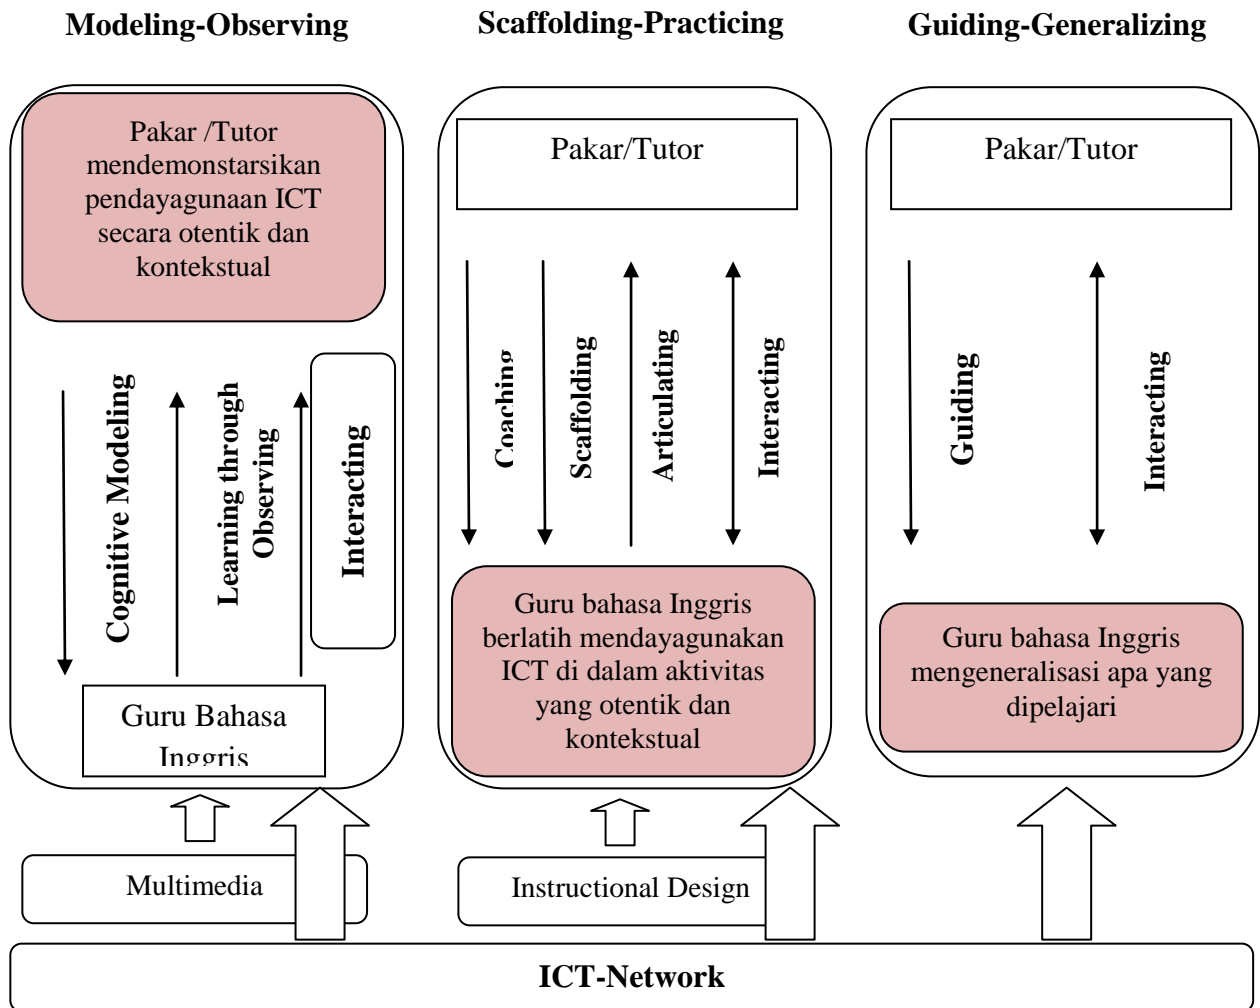 Modeling-Observing
Scaffolding-Practicing
Guiding-Generalizing
Pakar /Tutor
mendemonstarsikan
pendayagunaan ICT
secara otentik dan
kontekstual
Cognitive Modeling
Learning through
Observing
Interacting
Guru Bahasa
Inggris
Pakar/Tutor
Coaching
Scaffolding
Articulating
Interacting
Guru bahasa Inggris
berlatih mendayagunakan
ICT di dalam aktivitas
yang otentik dan
kontekstual
Pakar/Tutor
Guiding
Interacting
Guru bahasa Inggris
mengeneralisasi apa yang
dipelajari
Multimedia
Instructional Design
ICT-Network